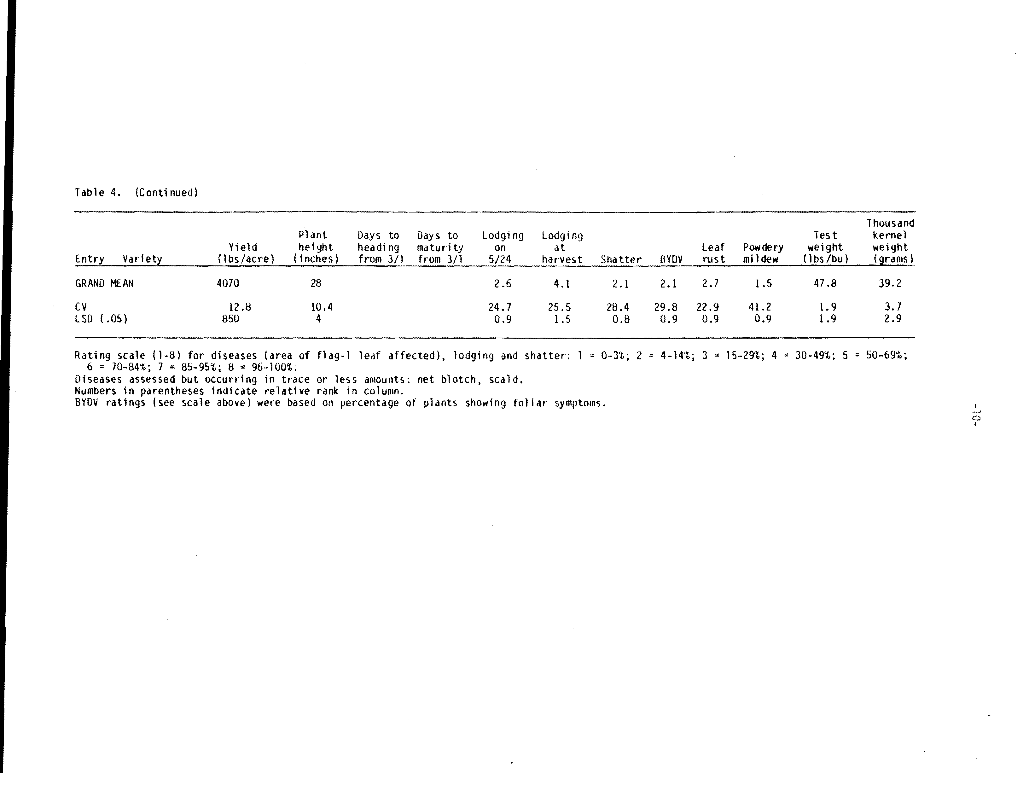 Table 4. (Continued)
Thousand
Plant Days to Days to Lodging Lodging Test kernel
Yield height heading maturity on at Leaf Powdery weight weight
Entry Variety (lbs/acre) (inches) from 3/1 from 3/1 5/24 harvest Shatter BYDV rust mildew (lbs/bu) (grams)
GRAND MEAN 4070 28 2.6 4.1 2.1 2.1 2.7 1.5 47.8 39.2
CV 12.8 10.4 24.7 25.5 28.4 29.8 22.9 41.2 1.9 3.7
LSD (.05) 850 4 0.9 1.5 0.8 0.9 0.9 0.9 1.9 2.9
Rating scale (1-8) for diseases (area of flag-1 leaf affected), lodging and shatter: 1 = 0-3%; 2 = 4-14%; 3 = 15-29%; 4 = 30-49%; 5 = 50-69%;
6 = 70-84%; 7 = 85-95%; 8 = 96-100%.
Diseases assessed but occurring in trace or less amounts: net blotch, scald.
Numbers in parentheses indicate relative rank in column.
BYDV ratings (see scale above) were based on percentage of plants showing foliar symptoms.